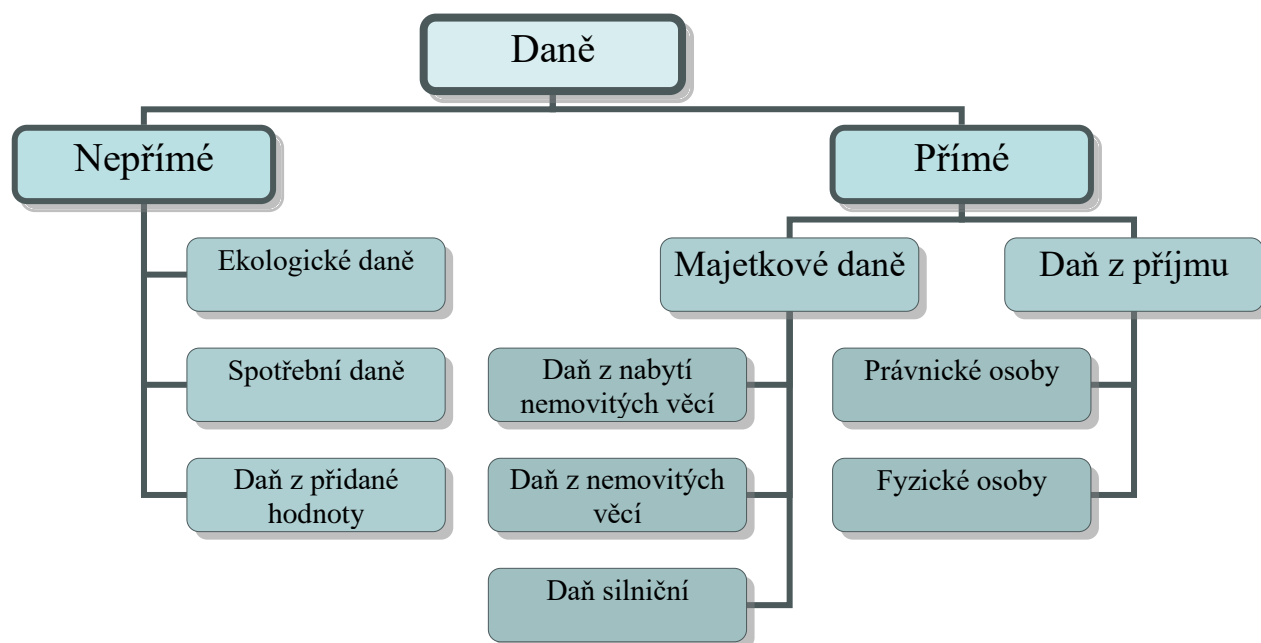 Daně
Nepřímé
Přímé
Ekologické daně
Majetkové daně
Daň z příjmu
Spotřební daně
Daň z nabytí
nemovitých věcí
Právnické osoby
Daň z přidané
hodnoty
Daň z nemovitých
věcí
Fyzické osoby
Daň silniční